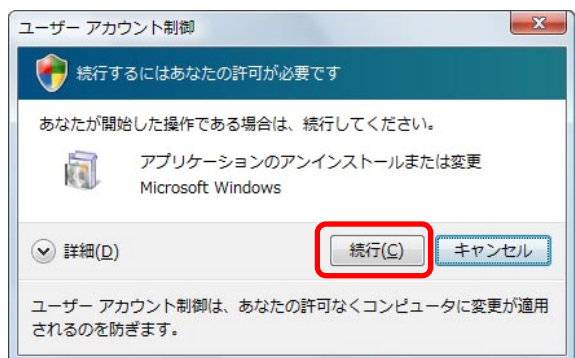 ユーザー アカウント制御
続行するにはあなたの許可が必要です
あなたが開始した操作である場合は、続行してください。
アプリケーションのアンインストールまたは変更
Microsoft Windows
詳細(D)
続行(C)
キャンセル
ユーザー アカウント制御は、あなたの許可なくコンピュータに変更が適用
されるのを防ぎます。